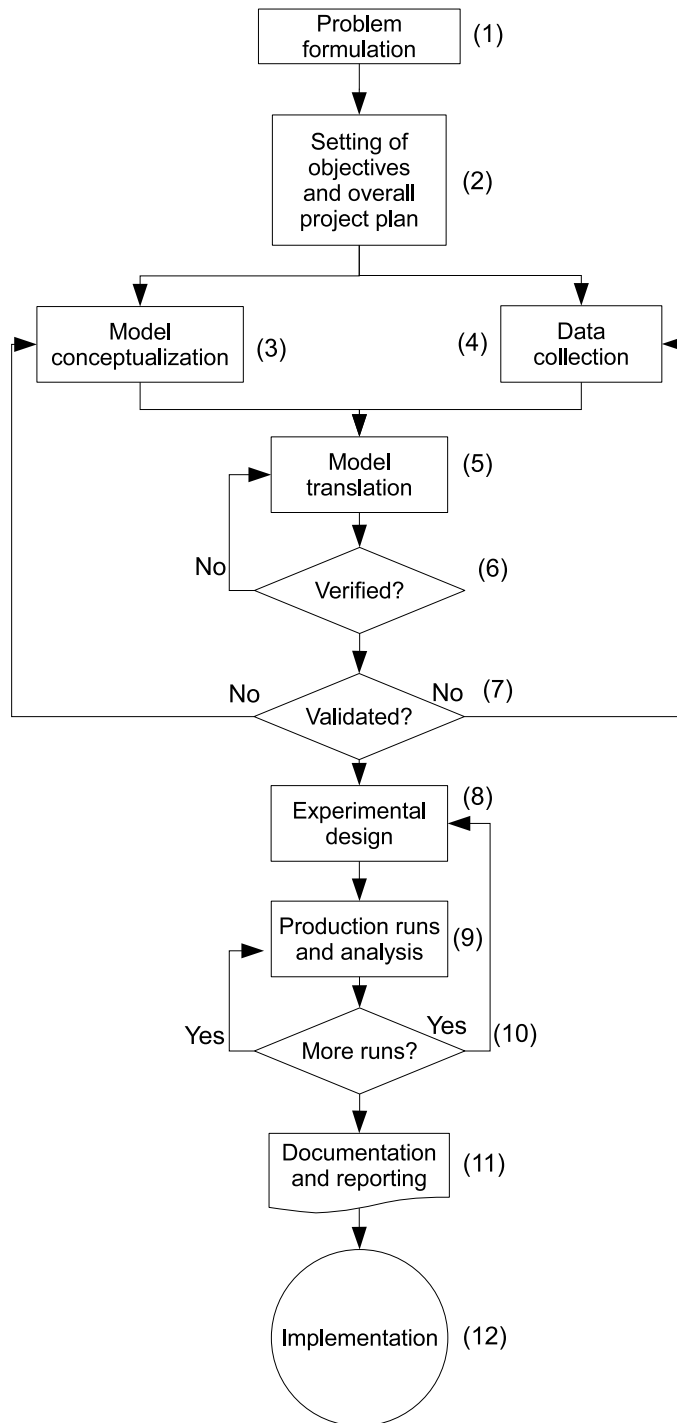 Problem
formulation
(1)
Setting of
objectives
and overall
project plan
(2)
Model
conceptualization
(3)
(4)
Data
collection
Model
translation
(5)
No
Verified?
(6)
No
Validated?
No
(7)
Experimental
design
(8)
Production runs
and analysis
(9)
Yes
More runs?
Yes
(10)
Documentation
and reporting
(11)
Implementation
(12)